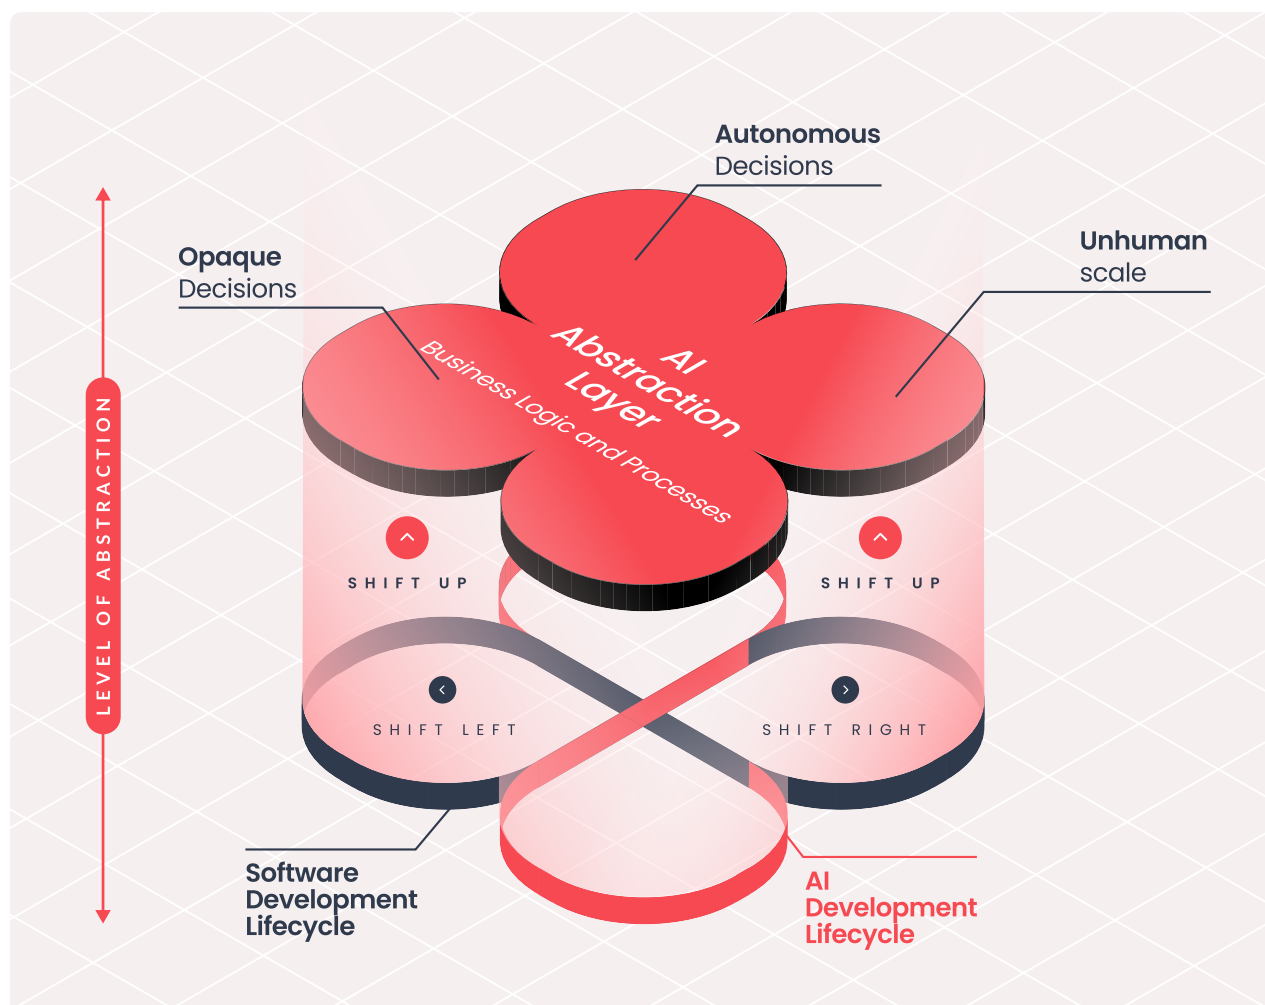 Autonomous
Decisions
Unhuman
scale
Opaque
Decisions
AI
Abstraction
Layer
Business Logic and Processes
LEVEL OF ABSTRACTION
SHIFT UP
SHIFT UP
SHIFT LEFT
SHIFT RIGHT
Software
Development
Lifecycle
AI
Development
Lifecycle